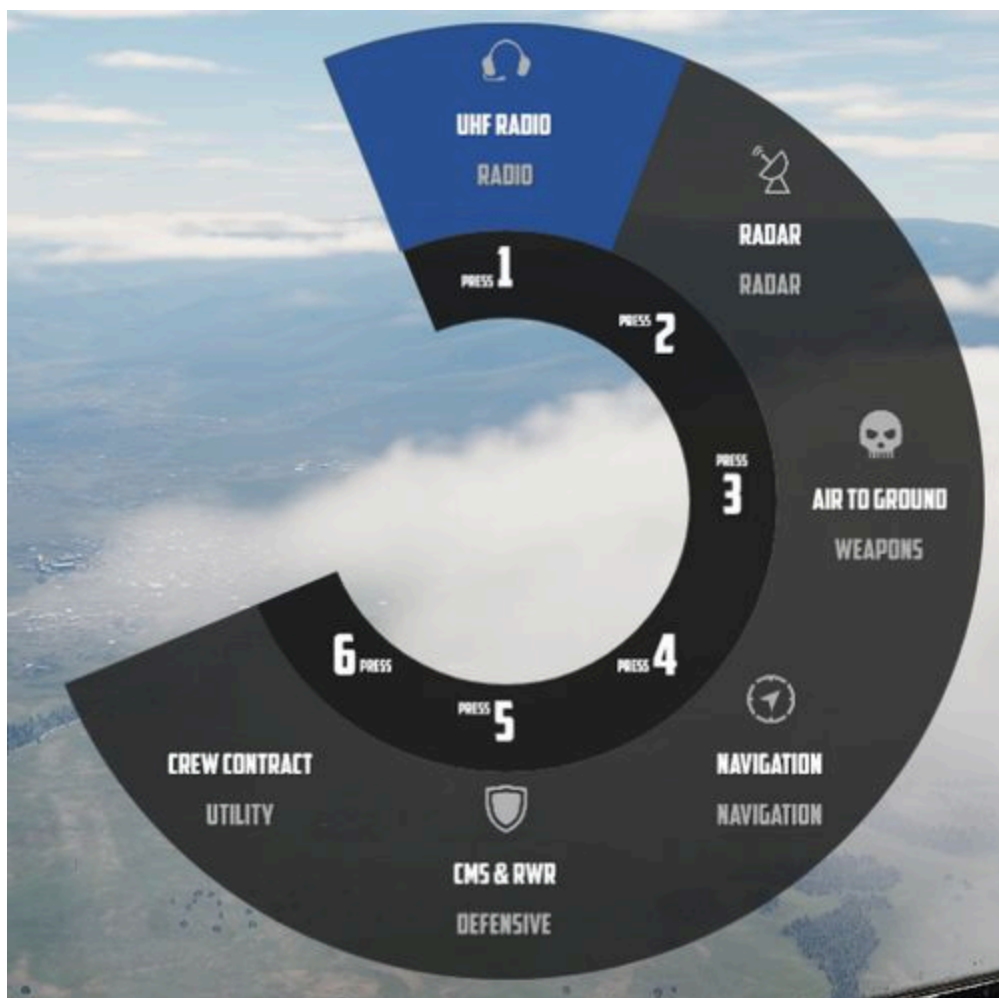 UHF RADIO
RADIO
PRESS 1
RADAR
RADAR
PRESS 2
AIR TO GROUND
WEAPONS
PRESS
3
NAVIGATION
NAVIGATION
PRESS 4
CMS & RWR
DEFENSIVE
PRESS 5
CREW CONTRACT
UTILITY
6 PRESS